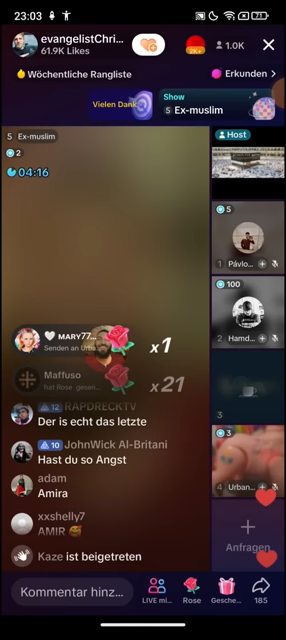 23:03
71
evangelistChri...
61.9K Likes
1.0K
Wöchentliche Rangliste
Erkunden >
Vielen Dank
Show
5 Ex-muslim
5 Ex-muslim
Host
2
04:16
5
1 Pávlo...
100
2 Hamd...
3
3
4 Urban...
Anfragen
MARY77...
Senden an Urba
x1
Maffuso
hat Rose gesen...
x21
12 RAPDRECKTV
Der is echt das letzte
10 JohnWick Al-Britani
Hast du so Angst
adam
Amira
xxshelly7
AMIR 🥰
Kaze ist beigetreten
Kommentar hinz...
LIVE mi...
Rose
Gesche...
185